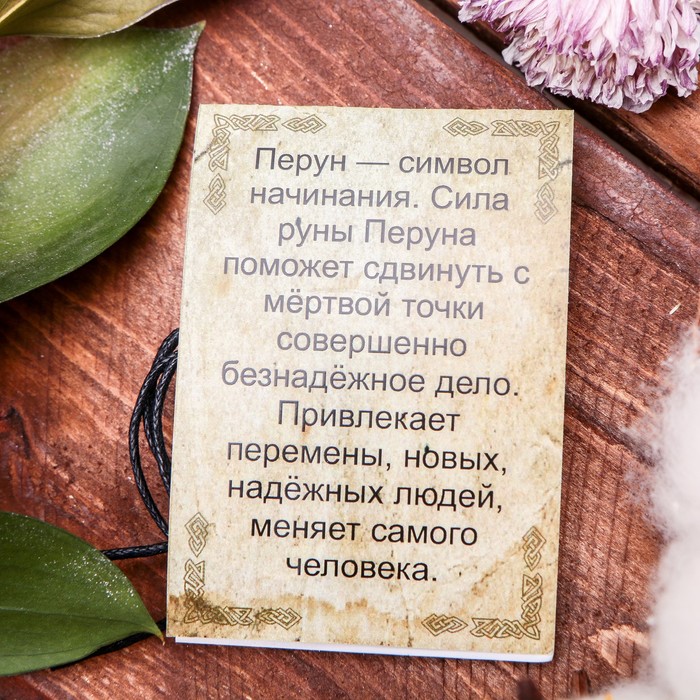 Перун — символ
начинания. Сила
руны Перуна
поможет сдвинуть с
мёртвой точки
совершенно
безнадёжное дело.
Привлекает
перемены, новых,
надёжных людей,
меняет самого
человека.